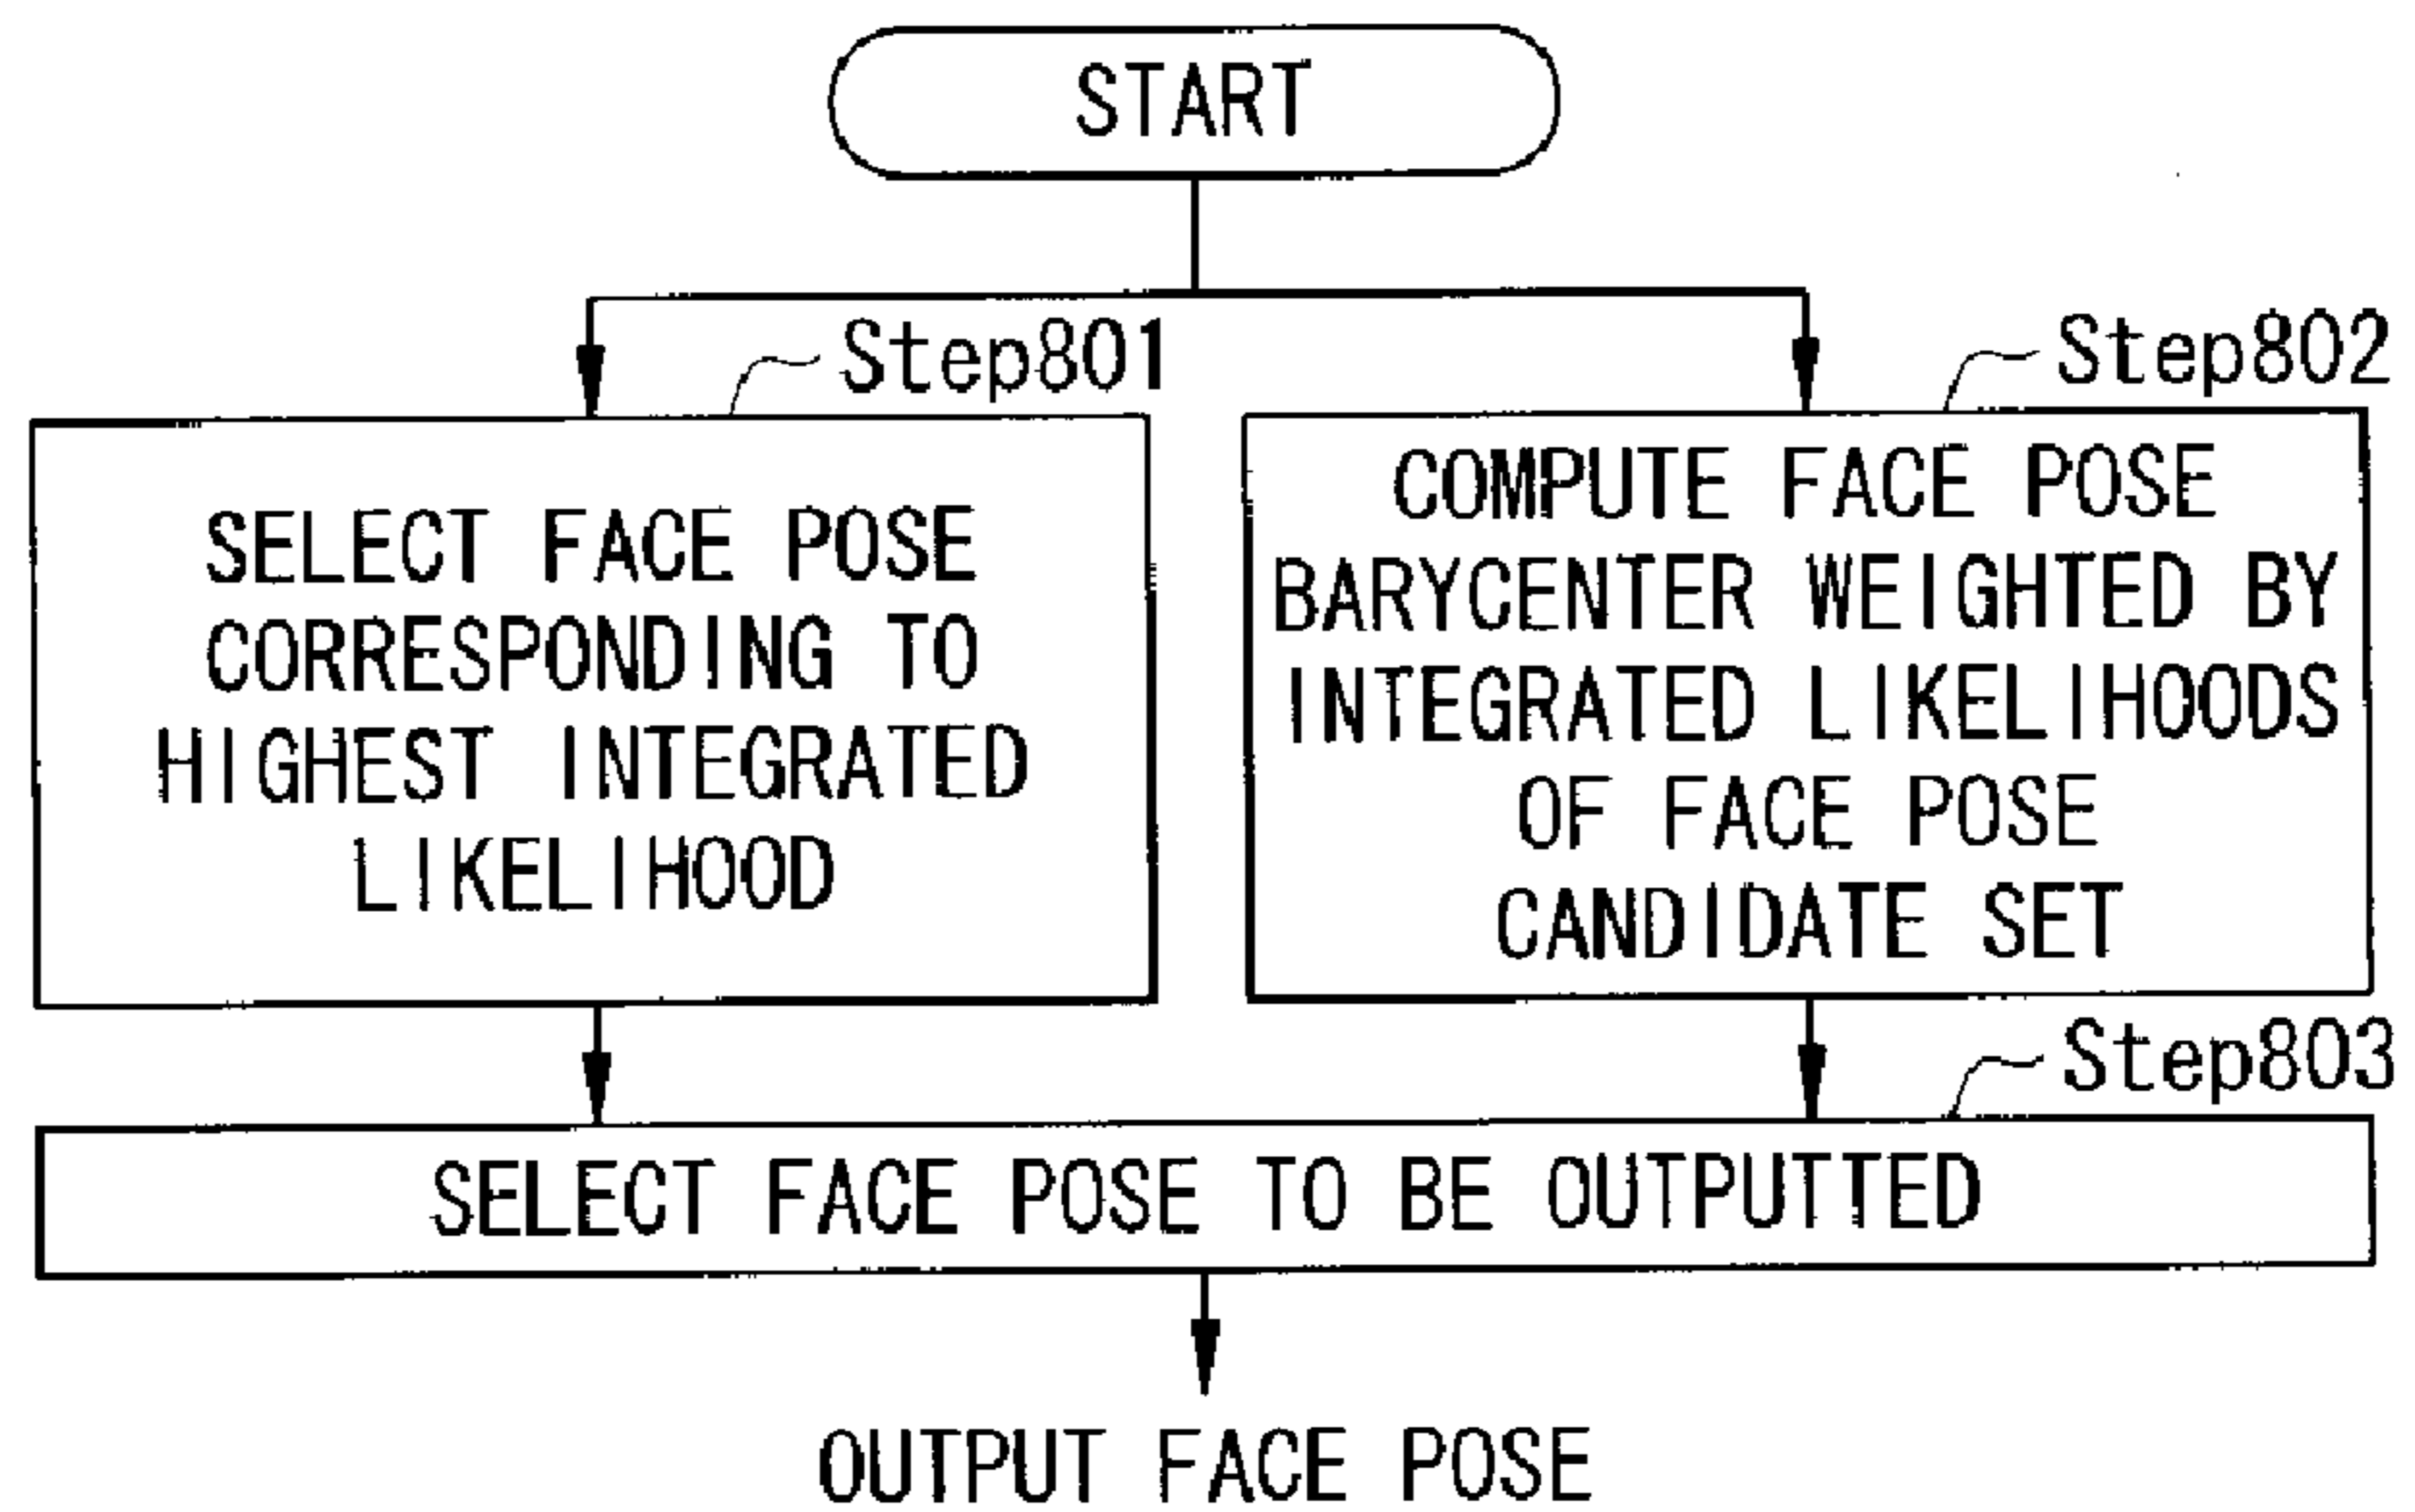 START
Step801
SELECT FACE POSE
CORRESPONDING TO
HIGHEST INTEGRATED
LIKELIHOOD
Step802
COMPUTE FACE POSE
BARYCENTER WEIGHTED BY
INTEGRATED LIKELIHOODS
OF FACE POSE
CANDIDATE SET
Step803
SELECT FACE POSE TO BE OUTPUTTED
OUTPUT FACE POSE